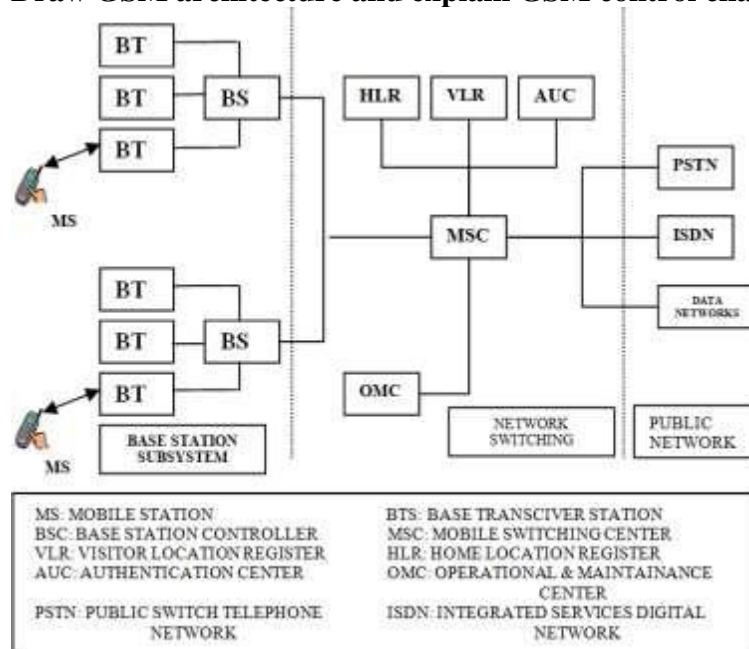 Draw GSM architecture and explain GSM control cha
BT
BT
BS
BT
MS
HLR
VLR
AUC
PSTN
MSC
ISDN
BT
BT
BS
BT
MS
DATA
NETWORKS
OMC
BASE STATION
SUBSYSTEM
NETWORK
SWITCHING
PUBLIC
NETWORK
MS: MOBILE STATION
BSC: BASE STATION CONTROLLER
VLR: VISITOR LOCATION REGISTER
AUC: AUTHENTICATION CENTER
PSTN: PUBLIC SWITCH TELEPHONE
NETWORK
BTS: BASE TRANSCIVER STATION
MSC: MOBILE SWITCHING CENTER
HLR: HOME LOCATION REGISTER
OMC: OPERATIONAL & MAINTAINANCE
CENTER
ISDN: INTEGRATED SERVICES DIGITAL
NETWORK